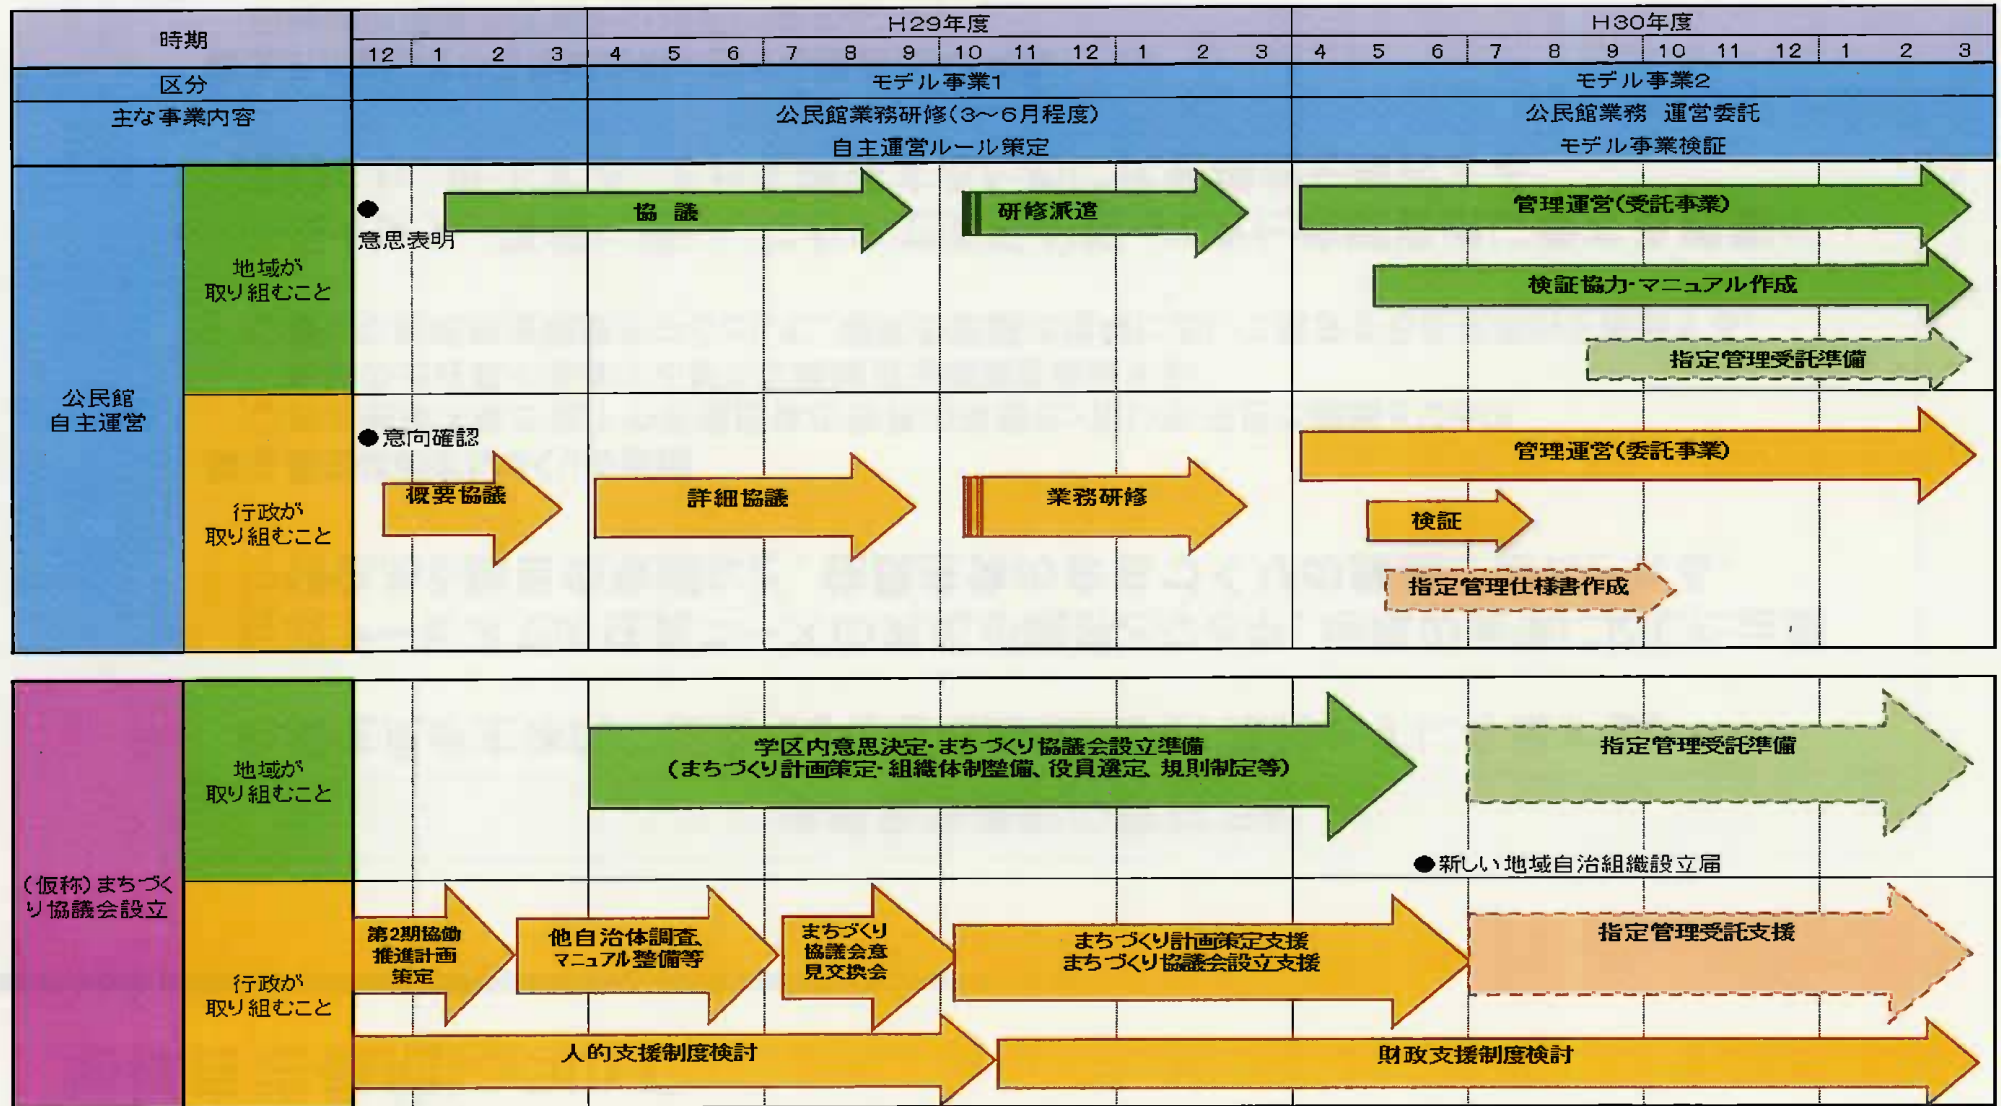 時期
H29年度
H30年度
12 1 2 3 4 5 6 7 8 9 10 11 12 1 2 3 4 5 6 7 8 9 10 11 12 1 2 3
区分
モデル事業1
モデル事業2
主な事業内容
公民館業務研修(3～6月程度)
自主運営ルール策定
公民館業務 運営委託
モデル事業検証
公民館
自主運営
地域が
取り組むこと
●
意思表明
協 議
研修派遣
管理運営(受託事業)
検証協力・マニュアル作成
指定管理受託準備
行政が
取り組むこと
●意向確認
概要協議
詳細協議
業務研修
管理運営(委託事業)
検証
指定管理仕様書作成
(仮称)まちづく
り協議会設立
地域が
取り組むこと
学区内意思決定・まちづくり協議会設立準備
(まちづくり計画策定・組織体制整備、役員選定、規則制定等)
指定管理受託準備
●新しい地域自治組織設立届
行政が
取り組むこと
第2期協働
推進計画
策定
他自治体調査、
マニュアル整備等
まちづくり
協議会意
見交換会
まちづくり計画策定支援
まちづくり協議会設立支援
指定管理受託支援
人的支援制度検討
財政支援制度検討